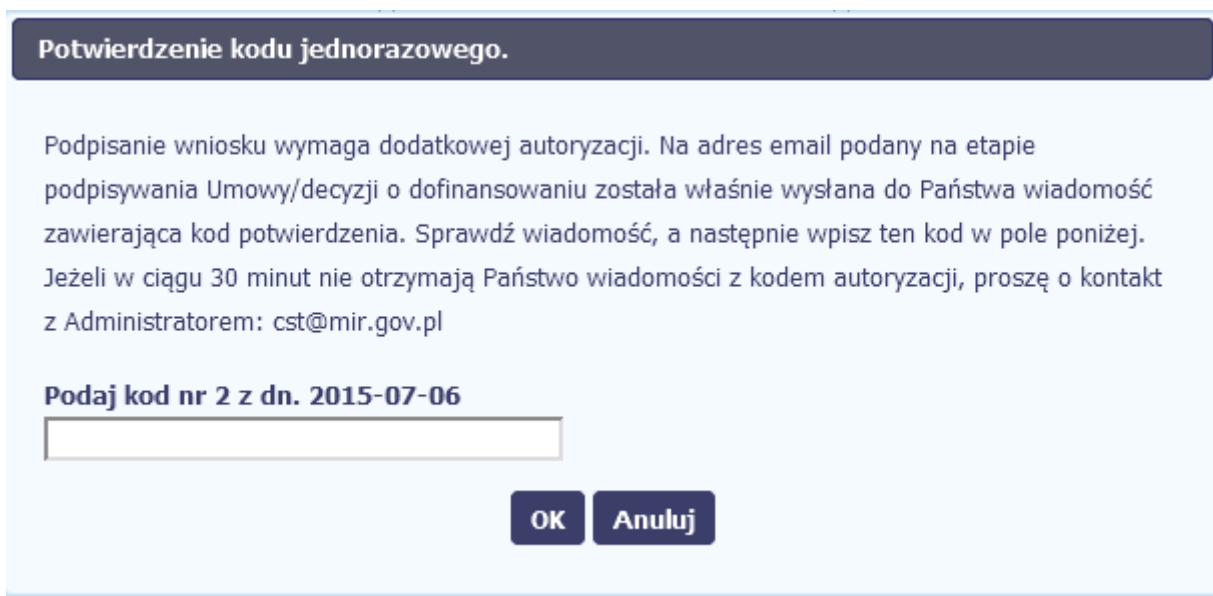 Potwierdzenie kodu jednorazowego.
Podpisanie wniosku wymaga dodatkowej autoryzacji. Na adres email podany na etapie
podpisywania Umowy/decyzji o dofinansowaniu została właśnie wysłana do Państwa wiadomość
zawierająca kod potwierdzenia. Sprawdź wiadomość, a następnie wpisz ten kod w pole poniżej.
Jeżeli w ciągu 30 minut nie otrzymają Państwo wiadomości z kodem autoryzacji, proszę o kontakt
z Administratorem: cst@mir.gov.pl
Podaj kod nr 2 z dn. 2015-07-06
OK Anuluj